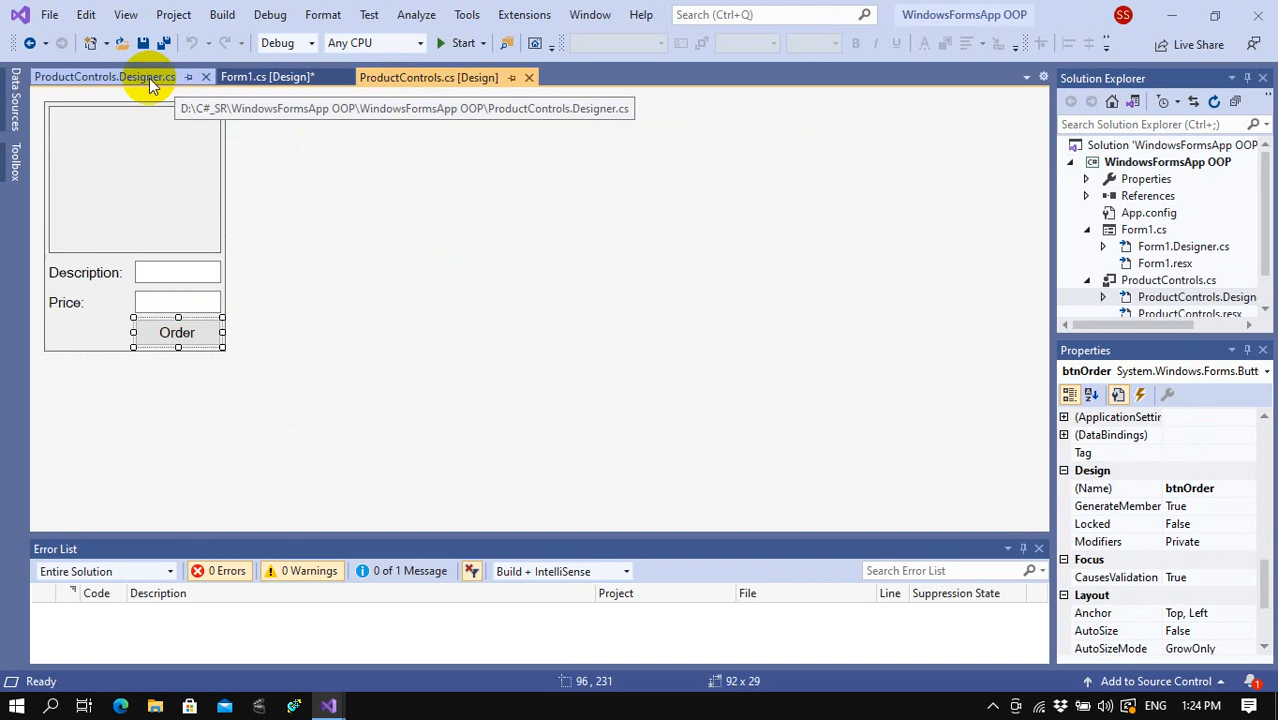 File Edit View Project Build Debug Format Test Analyze Tools Extensions Window Help Search (Ctrl+;) WindowsFormsApp OOP SS
Debug Any CPU Start Live Share
ProductControls.Designer.cs Form1.cs [Design]* ProductControls.cs [Design]
D:\C#_SR\WindowsFormsApp OOP\WindowsFormsApp OOP\ProductControls.Designer.cs
Data Sources
Toolbox
Description:
Price:
Order
Solution Explorer
Search Solution Explorer (Ctrl+;)
Solution 'WindowsFormsApp OOP'
C# WindowsFormsApp OOP
Properties
References
App.config
Form1.cs
Form1.Designer.cs
Form1.resx
ProductControls.cs
ProductControls.Design
ProductControls.resx
Properties
btnOrder System.Windows.Forms.Butt
(ApplicationSettir
(DataBindings)
Tag
Design
(Name) btnOrder
GenerateMember True
Locked False
Modifiers Private
Focus
CausesValidation True
Layout
Anchor Top, Left
AutoSize False
AutoSizeMode GrowOnly
Error List
Entire Solution 0 Errors 0 Warnings 0 of 1 Message Build + IntelliSense Search Error List
Code Description Project File Line Suppression State
Ready 96, 231 92 x 29 Add to Source Control 1
ENG 1:24 PM